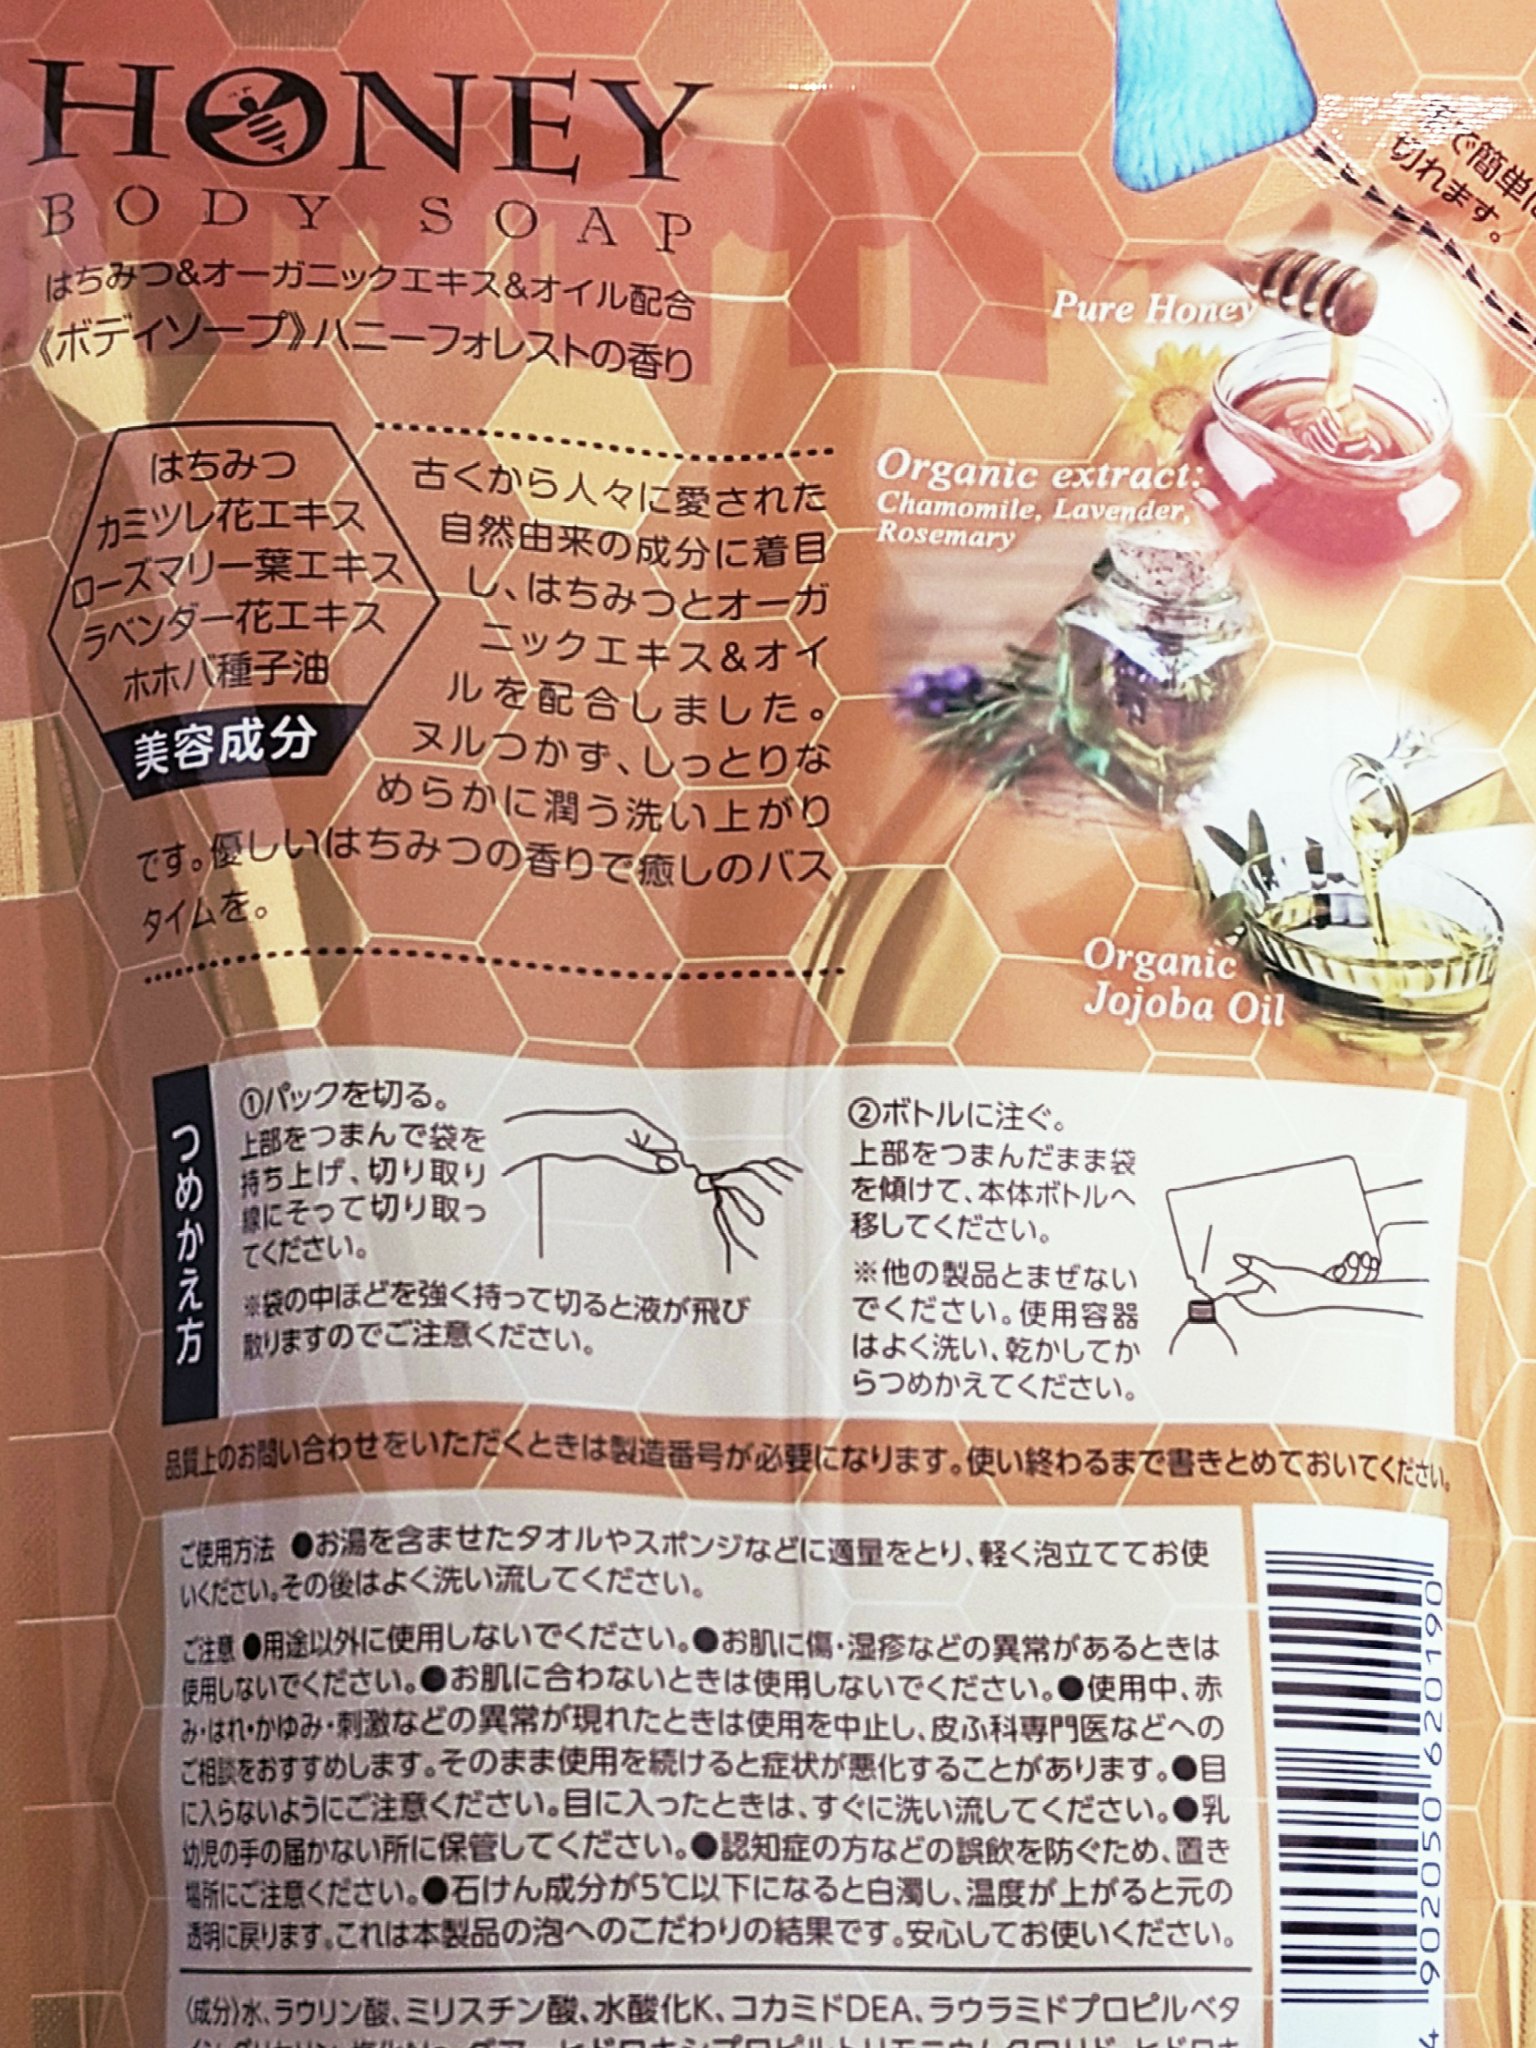 HONEY
BODY SOAP
はちみつ&オーガニックエキス&オイル配合
《ボディソープ》ハニーフォレストの香り
はちみつ
カミツレ花エキス
ローズマリー葉エキス
ラベンダー花エキス
ホホバ種子油
美容成分
古くから人々に愛された
自然由来の成分に着目
し、はちみつとオーガ
ニックエキス&オイ
ルを配合しました。
ヌルつかず、しっとりな
めらかに潤う洗い上がり
です。優しいはちみつの香りで癒しのバス
タイムを。
で簡単に
切れます。
Pure Honey
Organic extract:
Chamomile, Lavender,
Rosemary
Organic
Jojoba Oil
つめかえ方
①パックを切る。
上部をつまんで袋を
持ち上げ、切り取り
線にそって切り取っ
てください。
※袋の中ほどを強く持って切ると液が飛び
散りますのでご注意ください。
②ボトルに注ぐ。
上部をつまんだまま袋
を傾けて、本体ボトルへ
移してください。
※他の製品とまぜない
でください。使用容器
はよく洗い、乾かしてか
らつめかえてください。
品質上のお問い合わせをいただくときは製造番号が必要になります。使い終わるまで書きとめておいてください。
ご使用方法 ●お湯を含ませたタオルやスポンジなどに適量をとり、軽く泡立ててお使
いください。その後はよく洗い流してください。
ご注意 ●用途以外に使用しないでください。●お肌に傷・湿疹などの異常があるときは
使用しないでください。●お肌に合わないときは使用しないでください。●使用中、赤
み・はれ・かゆみ・刺激などの異常が現れたときは使用を中止し、皮ふ科専門医などへの
ご相談をおすすめします。そのまま使用を続けると症状が悪化することがあります。●目
に入らないようにご注意ください。目に入ったときは、すぐに洗い流してください。●乳
幼児の手の届かない所に保管してください。●認知症の方などの誤飲を防ぐため、置き
場所にご注意ください。●石けん成分が5℃以下になると白濁し、温度が上がると元の
透明に戻ります。これは本製品の泡へのこだわりの結果です。安心してお使いください。
〈成分〉水、ラウリン酸、ミリスチン酸、水酸化K、コカミドDEA、ラウラミドプロピルベタ
4 902050 620190